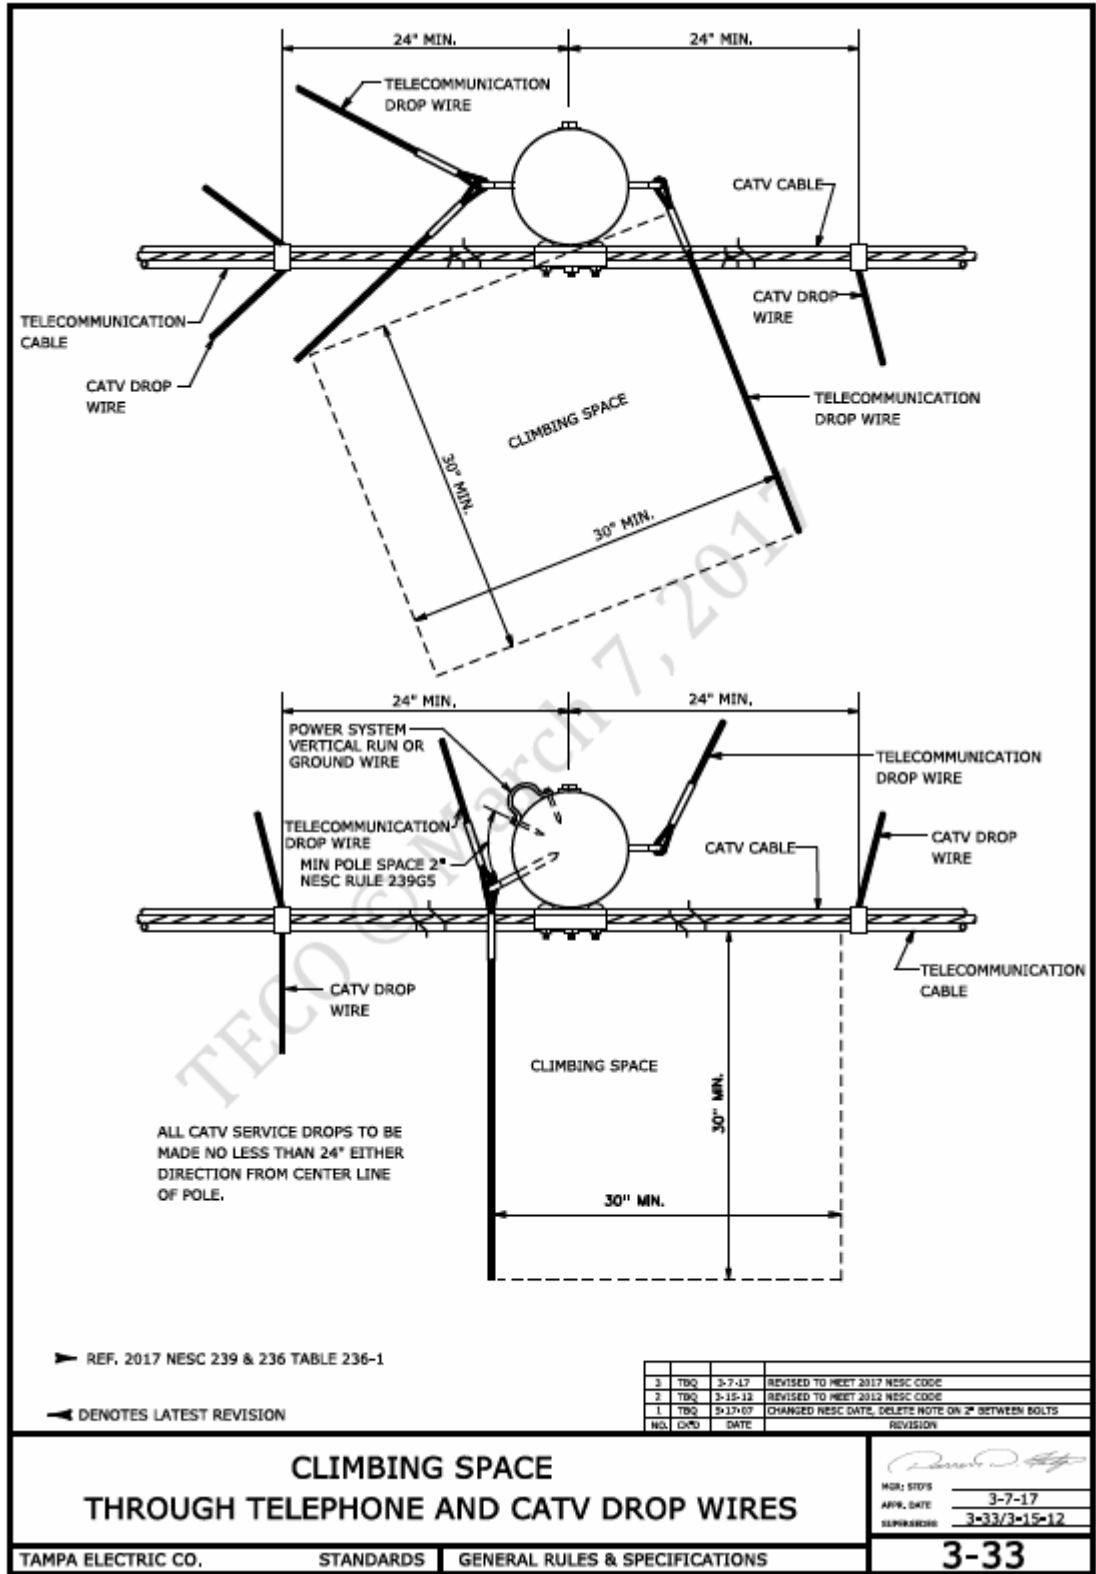 24" MIN.
24" MIN.
TELECOMMUNICATION
DROP WIRE
CATV CABLE
CATV DROP
WIRE
TELECOMMUNICATION
CABLE
CATV DROP
WIRE
TELECOMMUNICATION
DROP WIRE
CLIMBING SPACE
30" MIN.
30" MIN.
TECO © March 7, 2017
24" MIN.
24" MIN.
POWER SYSTEM
VERTICAL RUN OR
GROUND WIRE
TELECOMMUNICATION
DROP WIRE
TELECOMMUNICATION
DROP WIRE
MIN POLE SPACE 2"
NESC RULE 239G5
CATV CABLE
CATV DROP
WIRE
TELECOMMUNICATION
CABLE
CATV DROP
WIRE
CLIMBING SPACE
30" MIN.
30" MIN.
ALL CATV SERVICE DROPS TO BE
MADE NO LESS THAN 24" EITHER
DIRECTION FROM CENTER LINE
OF POLE.
REF. 2017 NESC 239 & 236 TABLE 236-1
DENOTES LATEST REVISION
3 TBQ 3-7-17 REVISED TO MEET 2017 NESC CODE
2 TBQ 3-15-12 REVISED TO MEET 2012 NESC CODE
1 TBQ 5-17-07 CHANGED NESC DATE, DELETE NOTE ON 2" BETWEEN BOLTS
NO. CK'D DATE REVISION
CLIMBING SPACE
THROUGH TELEPHONE AND CATV DROP WIRES
MGR: STD'S
APPR. DATE 3-7-17
SUPERSEDES 3-33/3-15-12
TAMPA ELECTRIC CO. STANDARDS GENERAL RULES & SPECIFICATIONS
3-33